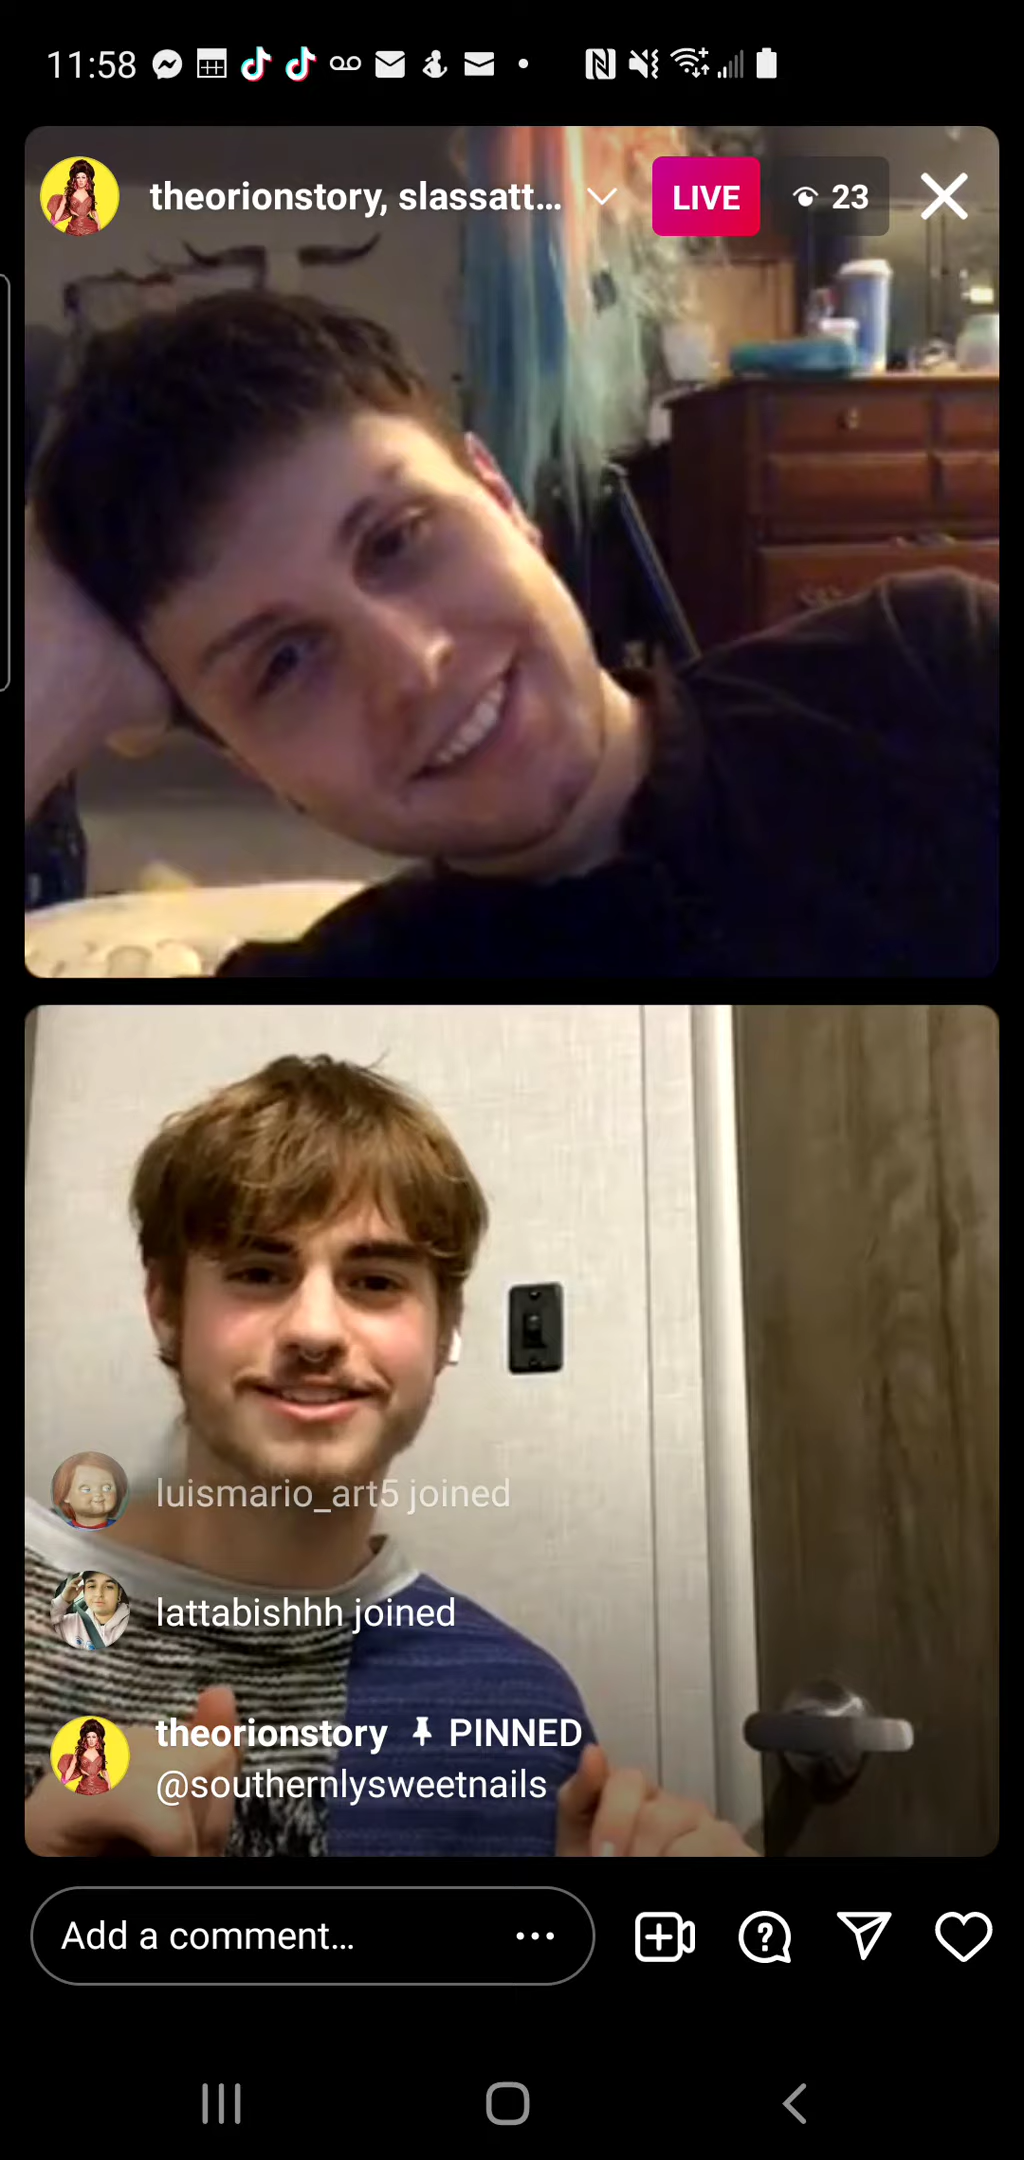 11:58
theorionstory, slassatt...
LIVE
23
luismario_art5 joined
lattabishhh joined
theorionstory PINNED
@southernlysweetnails
Add a comment...